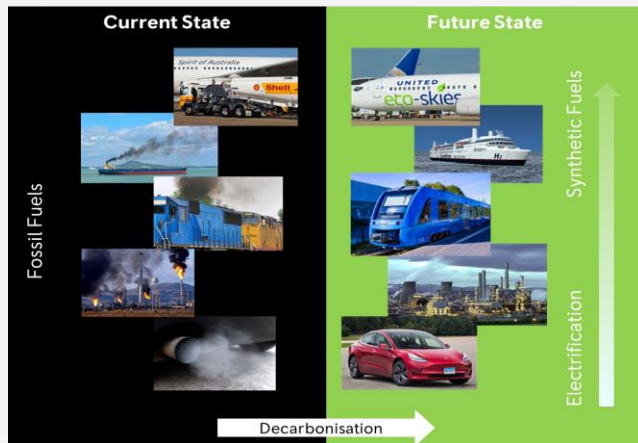 Current State
Future State
Spirit of Australia
Shell
UNITED
eco-skies
H2
Fossil Fuels
Synthetic Fuels
Electrification
Decarbonisation